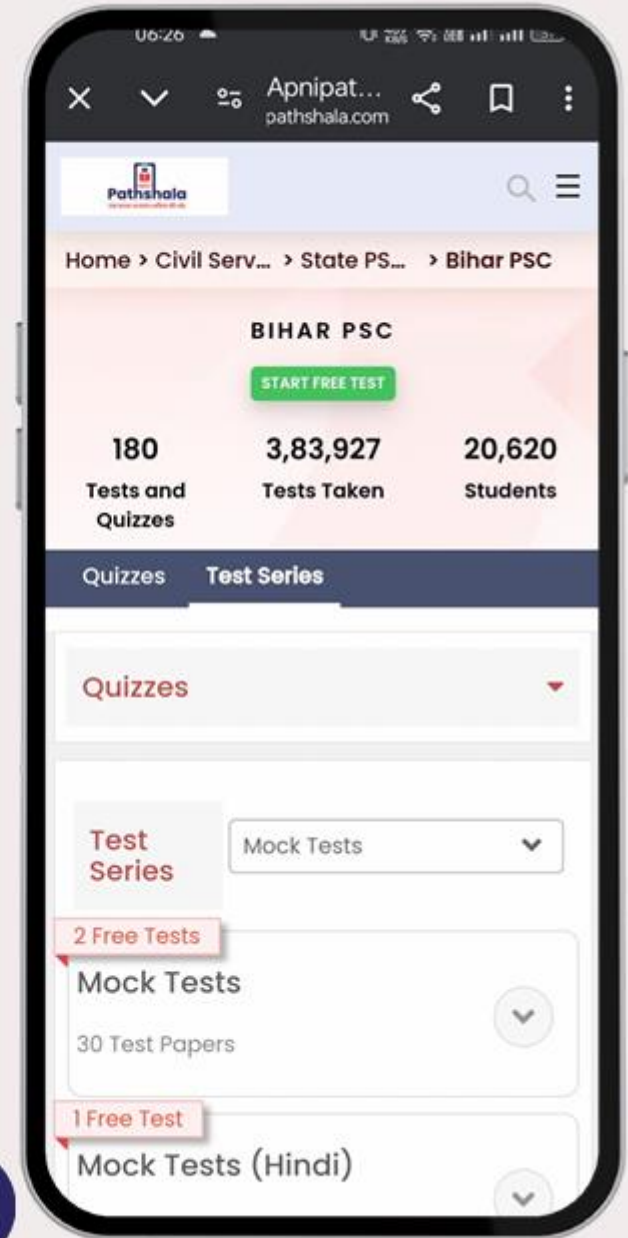 06:26
Apnipat...
pathshala.com
Pathshala
Home > Civil Serv... > State PS... > Bihar PSC
BIHAR PSC
START FREE TEST
180 3,83,927 20,620
Tests and Quizzes Tests Taken Students
Quizzes Test Series
Quizzes
Test Series Mock Tests
2 Free Tests
Mock Tests
30 Test Papers
1 Free Test
Mock Tests (Hindi)